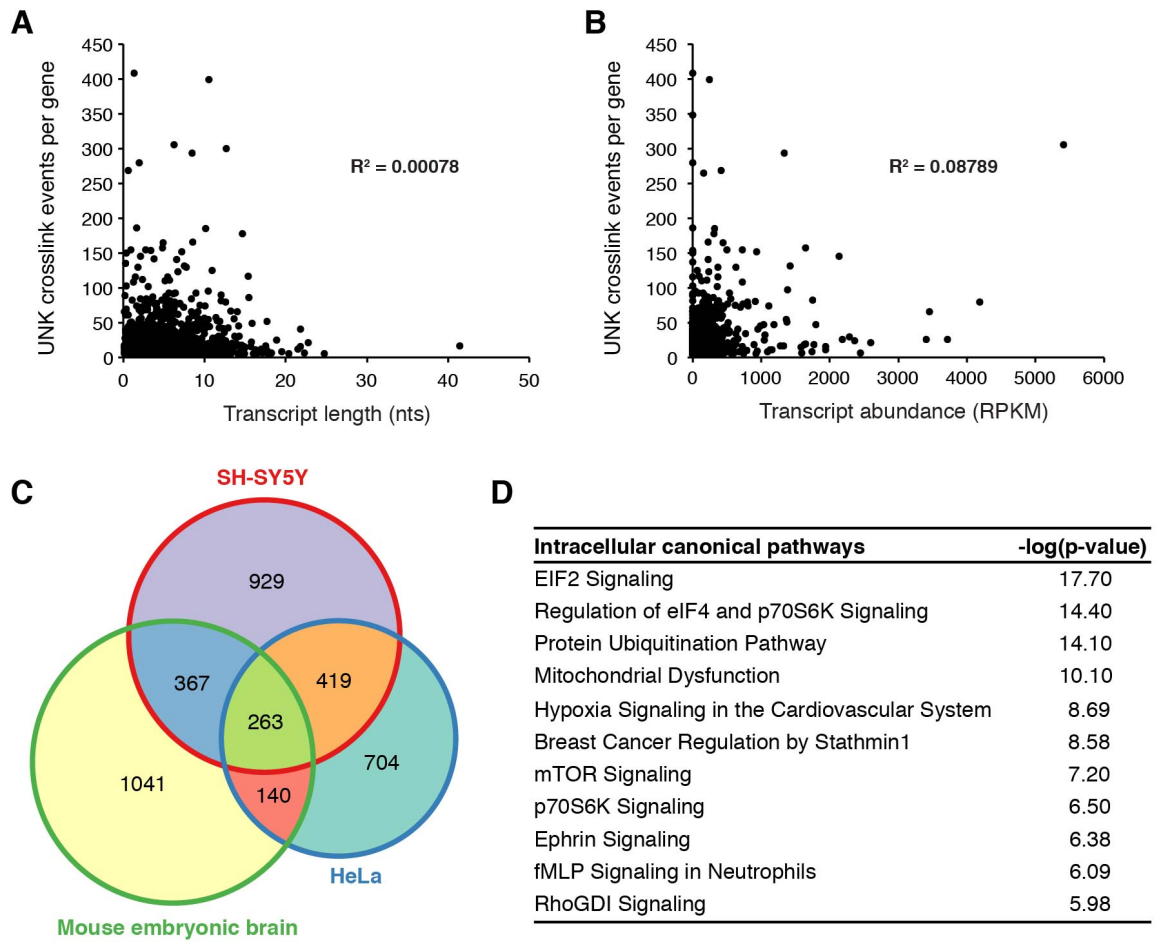 A
B
450
400
350
300
250
200
150
100
50
0
UNK crosslink events per gene
R² = 0.00078
0 10 20 30 40 50
Transcript length (nts)
450
400
350
300
250
200
150
100
50
0
UNK crosslink events per gene
R² = 0.08789
0 1000 2000 3000 4000 5000 6000
Transcript abundance (RPKM)
C
SH-SY5Y
929
367
419
263
704
1041
140
HeLa
Mouse embryonic brain
D
Intracellular canonical pathways -log(p-value)
EIF2 Signaling 17.70
Regulation of eIF4 and p70S6K Signaling 14.40
Protein Ubiquitination Pathway 14.10
Mitochondrial Dysfunction 10.10
Hypoxia Signaling in the Cardiovascular System 8.69
Breast Cancer Regulation by Stathmin1 8.58
mTOR Signaling 7.20
p70S6K Signaling 6.50
Ephrin Signaling 6.38
fMLP Signaling in Neutrophils 6.09
RhoGDI Signaling 5.98